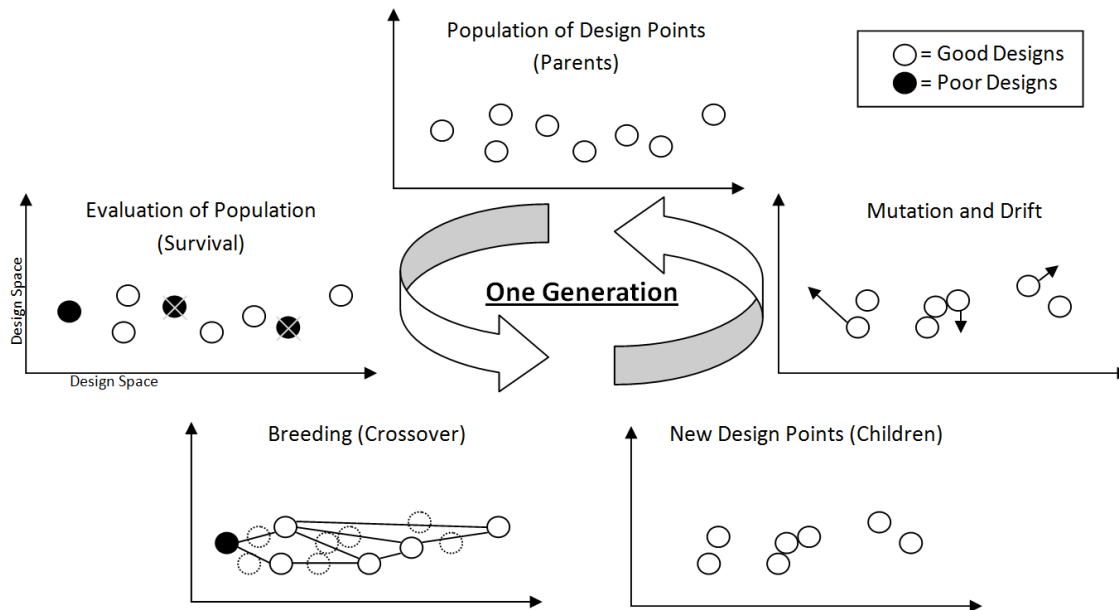 Population of Design Points
(Parents)
= Good Designs
= Poor Designs
Evaluation of Population
(Survival)
Design Space
Design Space
Mutation and Drift
One Generation
Breeding (Crossover)
New Design Points (Children)